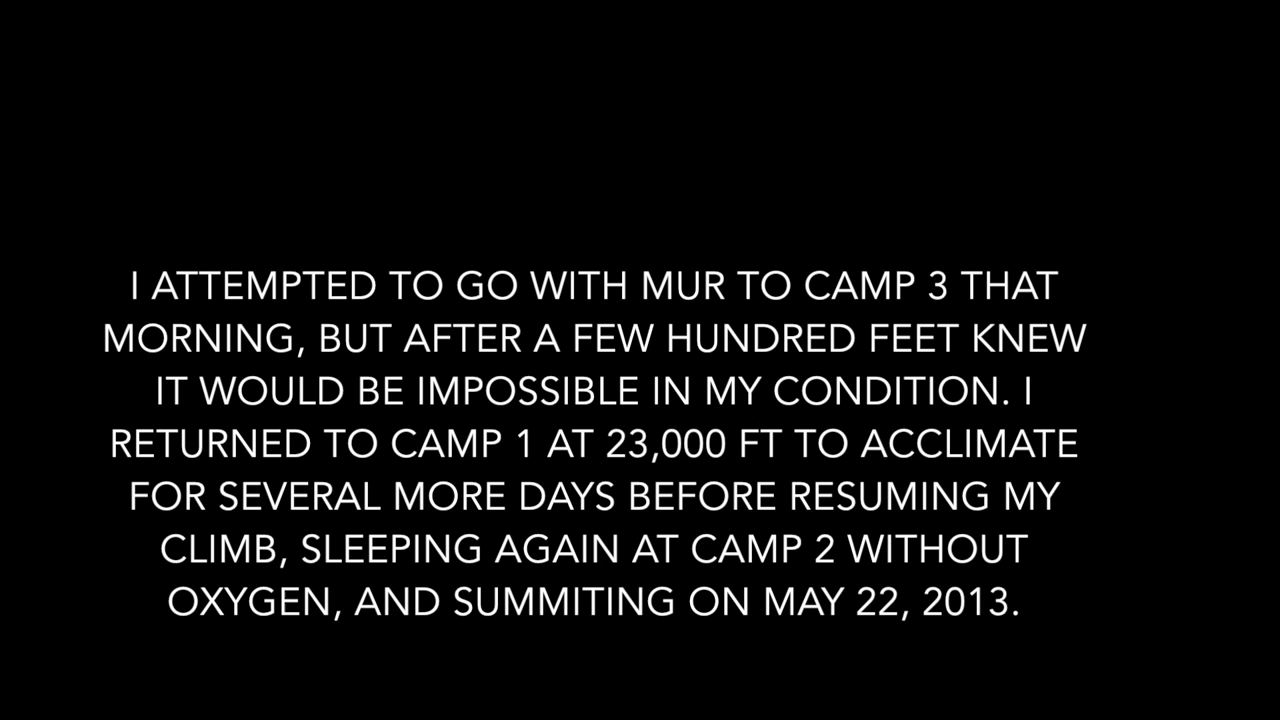 I ATTEMPTED TO GO WITH MUR TO CAMP 3 THAT
MORNING, BUT AFTER A FEW HUNDRED FEET KNEW
IT WOULD BE IMPOSSIBLE IN MY CONDITION. I
RETURNED TO CAMP 1 AT 23,000 FT TO ACCLIMATE
FOR SEVERAL MORE DAYS BEFORE RESUMING MY
CLIMB, SLEEPING AGAIN AT CAMP 2 WITHOUT
OXYGEN, AND SUMMITING ON MAY 22, 2013.